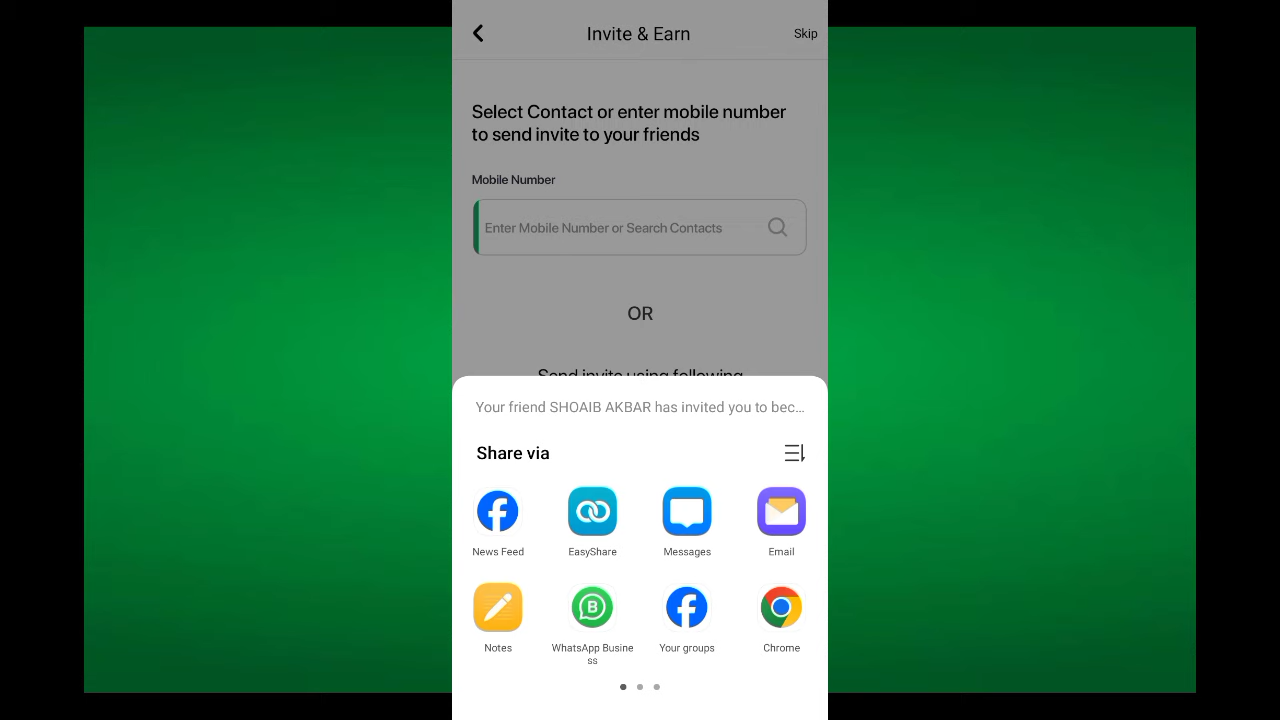 Invite & Earn
Skip
Select Contact or enter mobile number
to send invite to your friends
Mobile Number
Enter Mobile Number or Search Contacts
OR
Send invite using following
Your friend SHOAIB AKBAR has invited you to bec...
Share via
News Feed
EasyShare
Messages
Email
Notes
WhatsApp Busine
ss
Your groups
Chrome